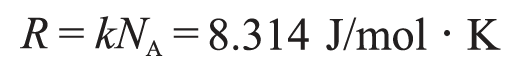 R = kN_A = 8.314 J/mol · K